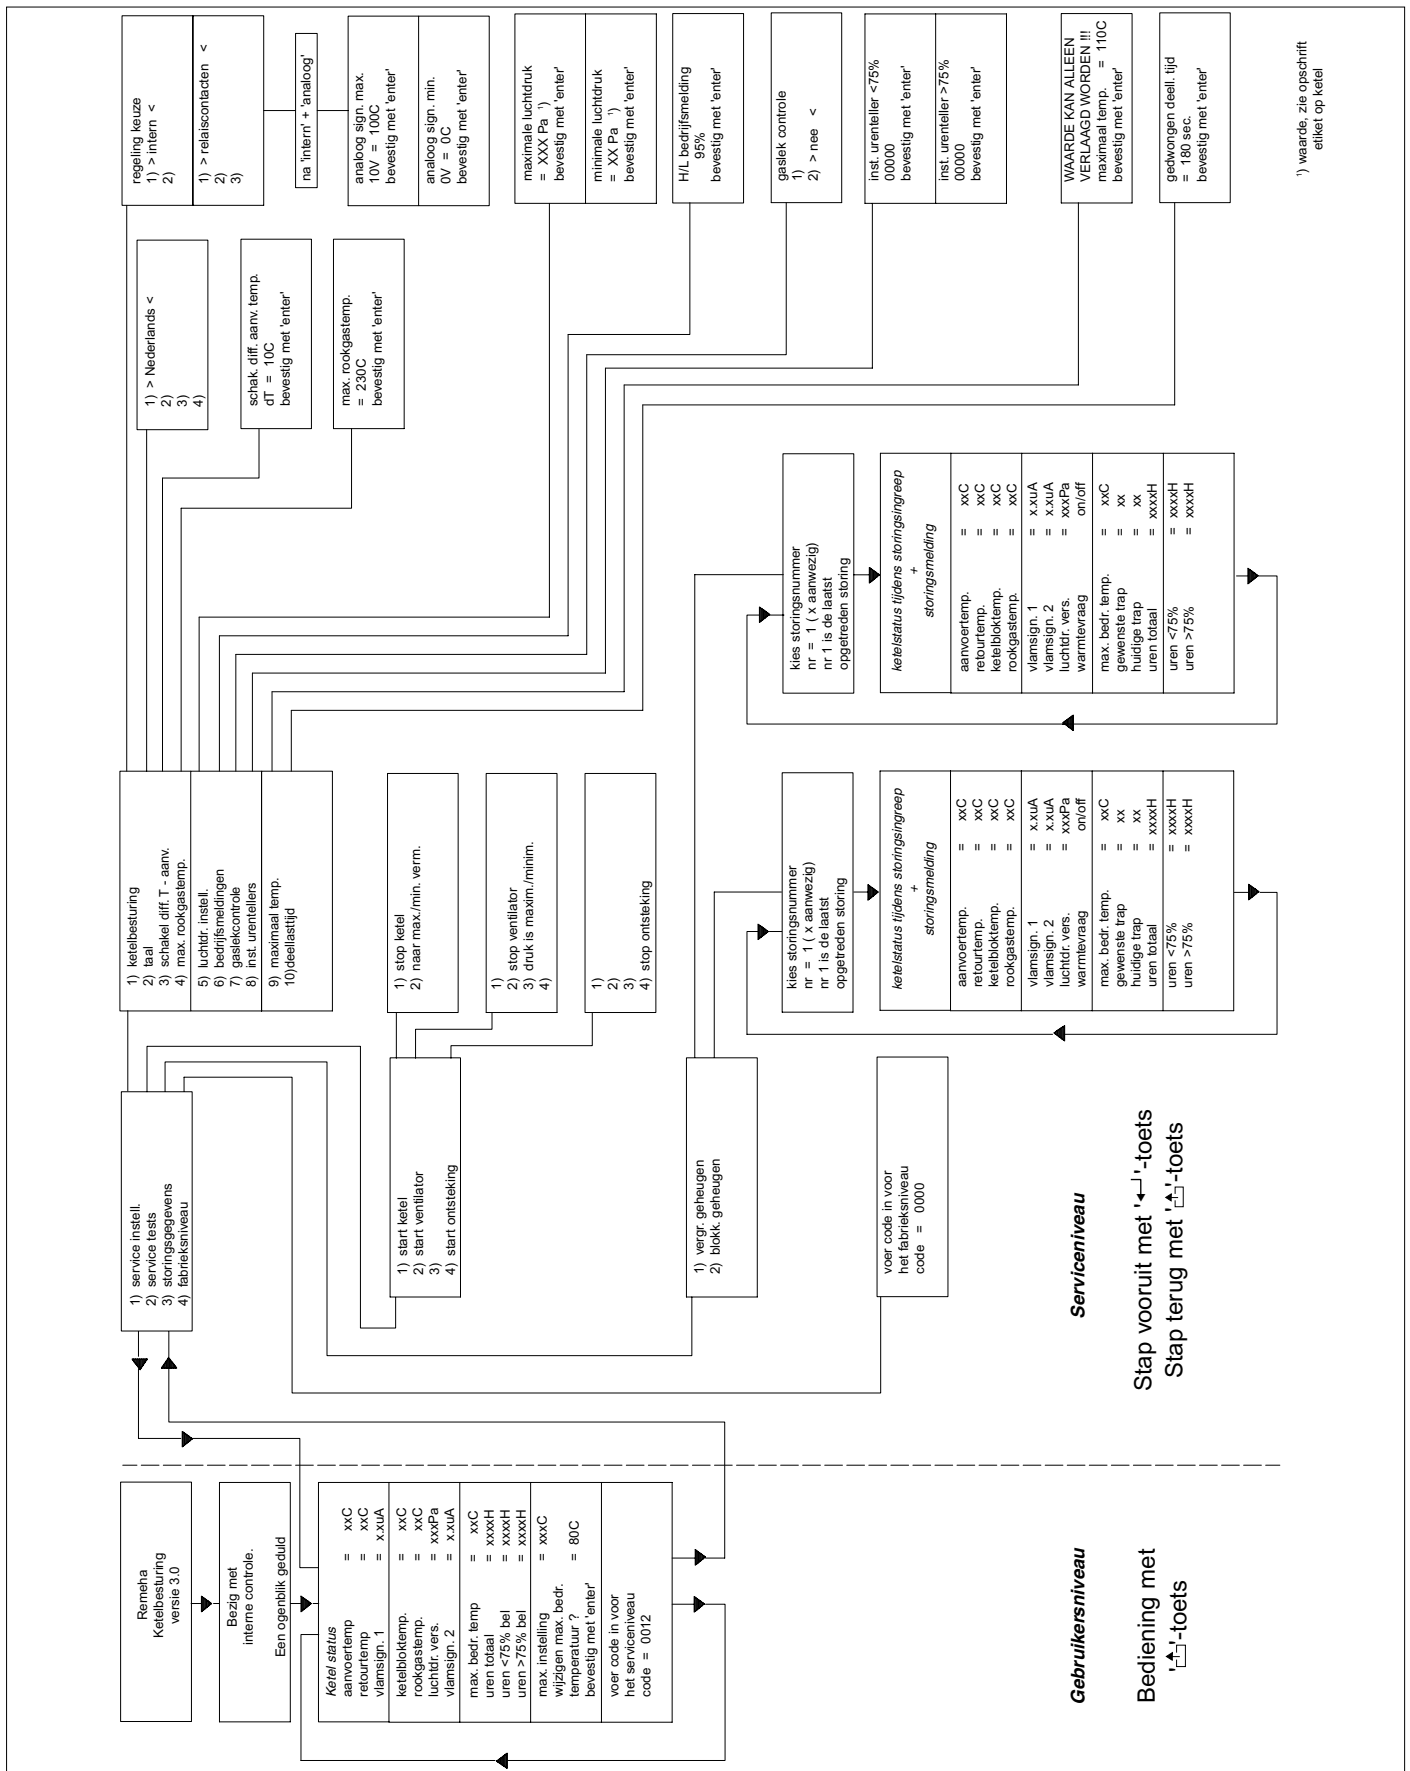 Remeha
Ketelbesturing
versie 3.0
Bezig met
interne controle.
Een ogenblik geduld
Ketel status
aanvoertemp = xxC
retourtemp = xxC
vlamsign. 1 = x.xuA
ketelbloktemp. = xxC
rookgastemp. = xxC
luchtdr. vers. = xxxPa
vlamsign. 2 = x.xuA
max. bedr. temp = xxC
uren totaal = xxxxH
uren <75% bel = xxxxH
uren >75% bel = xxxxH
max. instelling = xxxC
wijzigen max. bedr.
temperatuur ? = 80C
bevestig met 'enter'
voer code in voor
het serviceniveau
code = 0012
Gebruikersniveau
Bediening met
' '-toets
1) service instell.
2) service tests
3) storingsgegevens
4) fabrieksniveau
1) start ketel
2) start ventilator
3)
4) start ontsteking
1) vergr. geheugen
2) blokk. geheugen
voer code in voor
het fabrieksniveau
code = 0000
Serviceniveau
Stap vooruit met ' '-toets
Stap terug met ' '-toets
1) ketelbesturing
2) taal
3) schakel diff. T - aanv.
4) max. rookgastemp.
5) luchtdr. instell.
6) bedrijfsmeldingen
7) gaslekcontrole
8) inst. urentellers
9) maximaal temp.
10)deellasttijd
1) stop ketel
2) naar max./min. verm.
1)
2) stop ventilator
3) druk is maxim./minim.
4)
1)
2)
3)
4) stop ontsteking
kies storingsnummer
nr = 1 ( x aanwezig)
nr 1 is de laatst
opgetreden storing
ketelstatus tijdens storingsingreep
+
storingsmelding
aanvoertemp. = xxC
retourtemp. = xxC
ketelbloktemp. = xxC
rookgastemp. = xxC
vlamsign. 1 = x.xuA
vlamsign. 2 = x.xuA
luchtdr. vers. = xxxPa
warmtevraag on/off
max. bedr. temp. = xxC
gewenste trap = xx
huidige trap = xx
uren totaal = xxxxH
uren <75% = xxxxH
uren >75% = xxxxH
kies storingsnummer
nr = 1 ( x aanwezig)
nr 1 is de laatst
opgetreden storing
ketelstatus tijdens storingsingreep
+
storingsmelding
aanvoertemp. = xxC
retourtemp. = xxC
ketelbloktemp. = xxC
rookgastemp. = xxC
vlamsign. 1 = x.xuA
vlamsign. 2 = x.xuA
luchtdr. vers. = xxxPa
warmtevraag on/off
max. bedr. temp. = xxC
gewenste trap = xx
huidige trap = xx
uren totaal = xxxxH
uren <75% = xxxxH
uren >75% = xxxxH
1) > Nederlands <
2)
3)
4)
schak. diff. aanv. temp.
dT = 10C
bevestig met 'enter'
max. rookgastemp.
= 230C
bevestig met 'enter'
regeling keuze
1) > intern <
2)
1) > relaiscontacten <
2)
3)
na 'intern' + 'analoog'
analoog sign. max.
10V = 100C
bevestig met 'enter'
analoog sign. min.
0V = 0C
bevestig met 'enter'
maximale luchtdruk
= XXX Pa ¹)
bevestig met 'enter'
minimale luchtdruk
= XX Pa ¹)
bevestig met 'enter'
H/L bedrijfsmelding
95%
bevestig met 'enter'
gaslek controle
1)
2) > nee <
inst. urenteller <75%
00000
bevestig met 'enter'
inst. urenteller >75%
00000
bevestig met 'enter'
WAARDE KAN ALLEEN
VERLAAGD WORDEN !!!
maximaal temp. = 110C
bevestig met 'enter'
gedwongen deell. tijd
= 180 sec.
bevestig met 'enter'
¹) waarde, zie opschrift
etiket op ketel